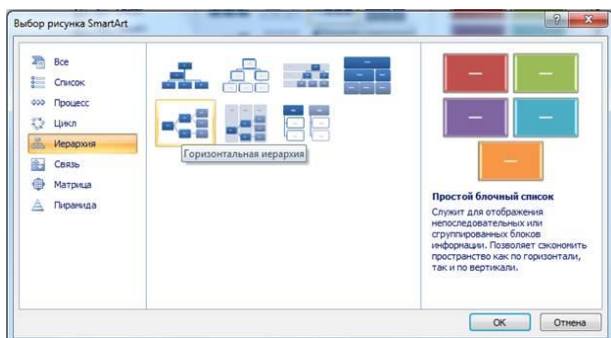 Выбор рисунка SmartArt
Все
Список
Процесс
Цикл
Иерархия
Связь
Матрица
Пирамида
Горизонтальная иерархия
Простой блочный список
Служит для отображения
непоследовательных или
сгруппированных блоков
информации. Позволяет сэкономить
пространство как по горизонтали,
так и по вертикали.
ОК
Отмена